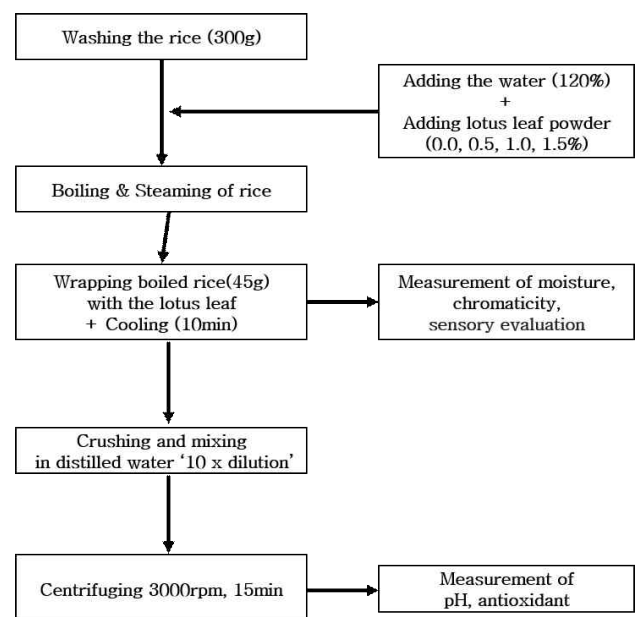 Washing the rice (300g)
Adding the water (120%)
+
Adding lotus leaf powder
(0.0, 0.5, 1.0, 1.5%)
Boiling & Steaming of rice
Wrapping boiled rice(45g)
with the lotus leaf
+ Cooling (10min)
Measurement of moisture,
chromaticity,
sensory evaluation
Crushing and mixing
in distilled water ‘10 x dilution’
Centrifuging 3000rpm, 15min
Measurement of
pH, antioxidant